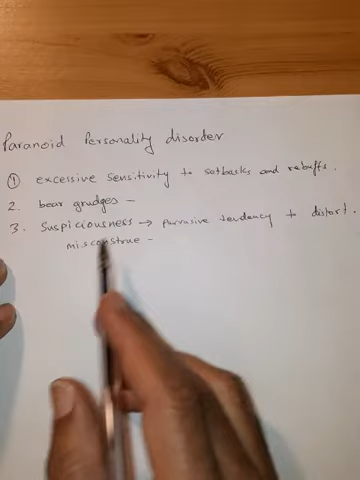 Paranoid Personality disorder
① excessive sensitivity to setbasks and rebuffs.
2. bear grudges -
3. Suspiciousness → Pervasive tendency to distort.
misconstrue -